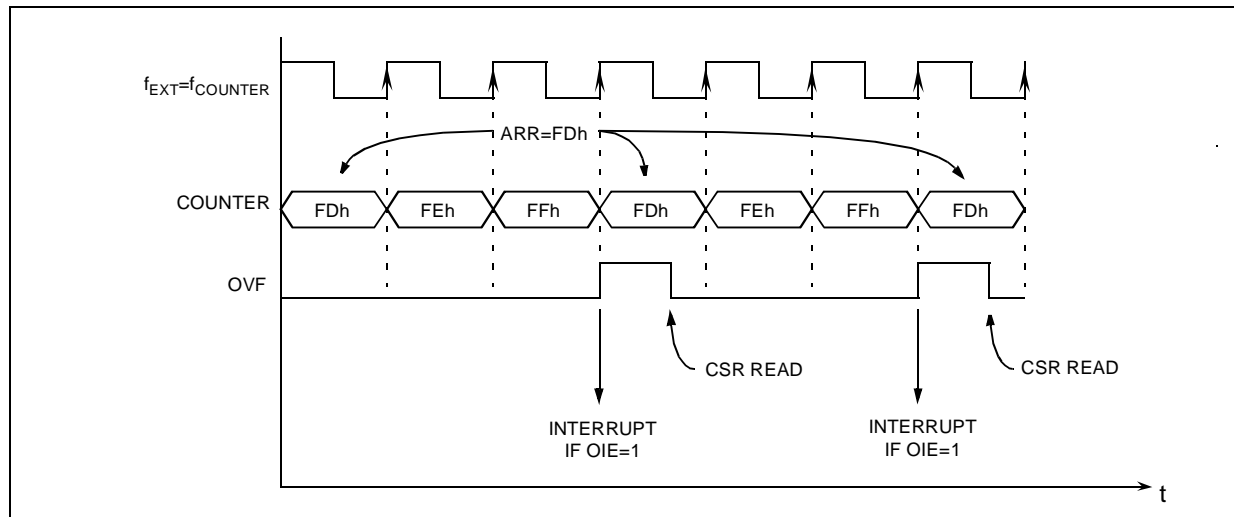 fEXT=fCOUNTER
ARR=FDh
COUNTER
FDh FEh FFh FDh FEh FFh FDh
OVF
CSR READ
CSR READ
INTERRUPT
IF OIE=1
INTERRUPT
IF OIE=1
t